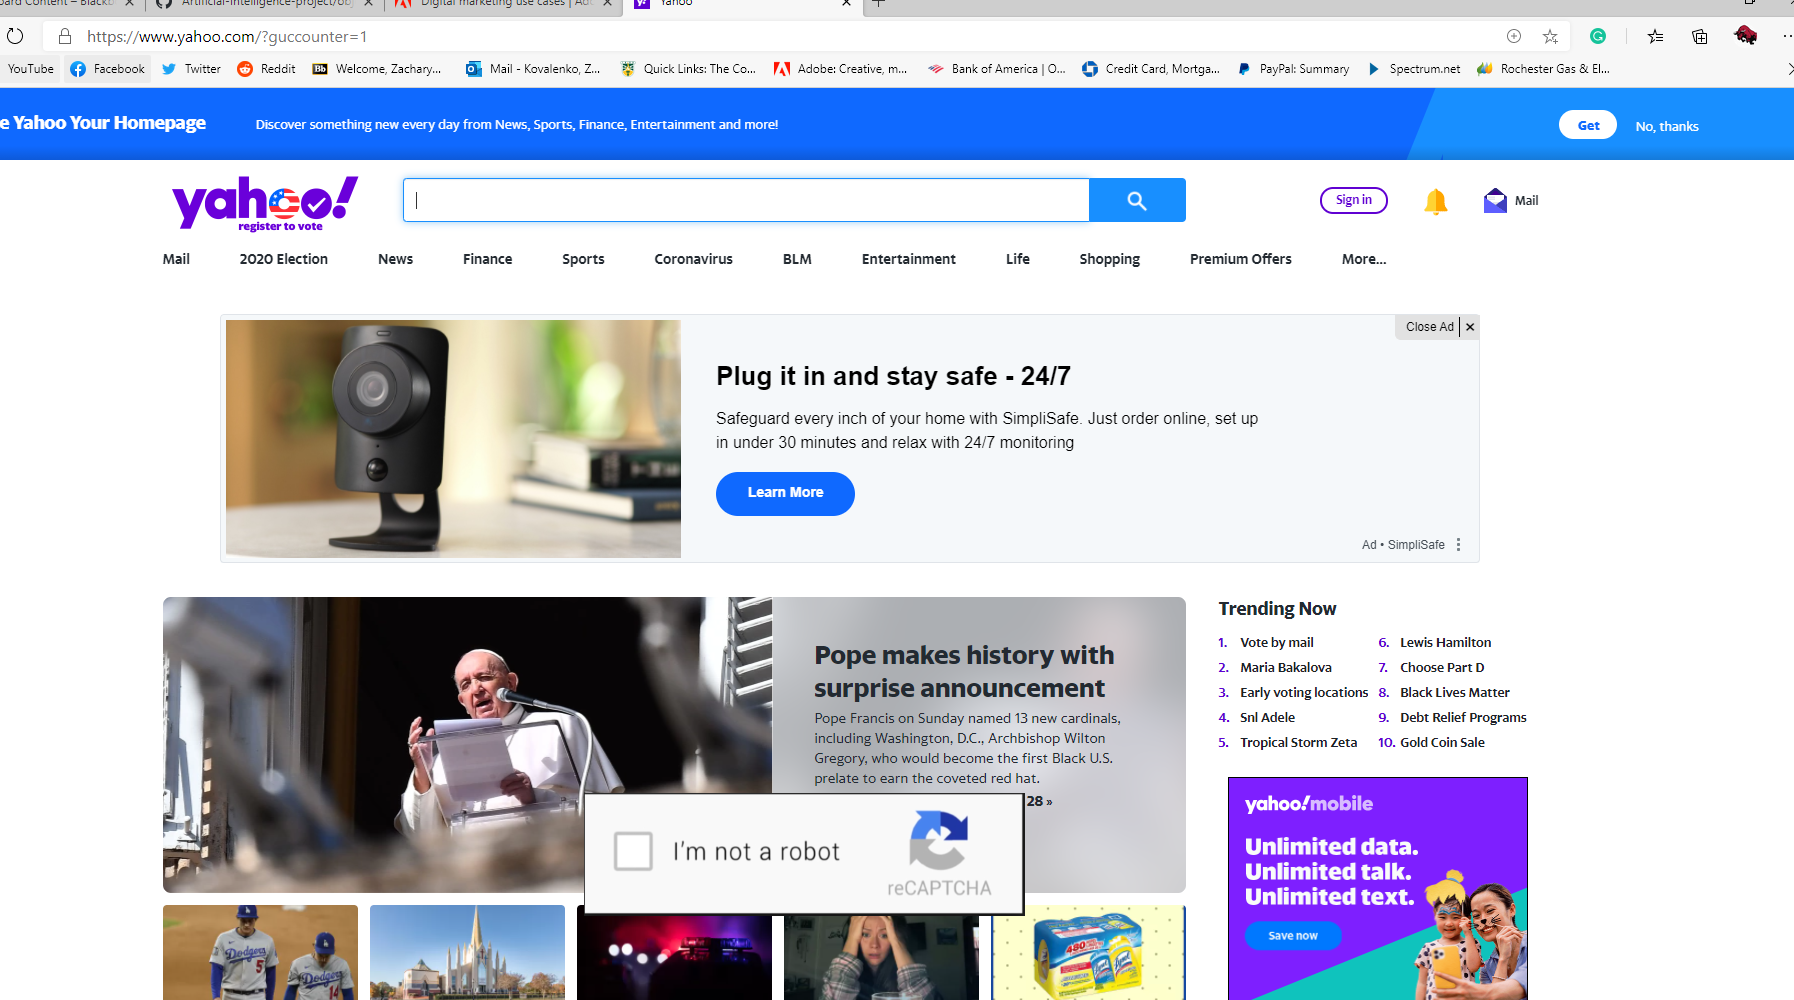 oard Content – Blackb
Artificial-Intelligence-project/obj
Digital marketing use cases | Ado
Yahoo
https://www.yahoo.com/?guccounter=1
YouTube
Facebook
Twitter
Reddit
Bb
Welcome, Zachary...
Mail - Kovalenko, Z...
Quick Links: The Co...
Adobe: Creative, m...
Bank of America | O...
Credit Card, Mortga...
PayPal: Summary
Spectrum.net
Rochester Gas & El...
e Yahoo Your Homepage
Discover something new every day from News, Sports, Finance, Entertainment and more!
Get
No, thanks
yahoo!
register to vote
Sign in
Mail
Mail
2020 Election
News
Finance
Sports
Coronavirus
BLM
Entertainment
Life
Shopping
Premium Offers
More...
Close Ad
Plug it in and stay safe - 24/7
Safeguard every inch of your home with SimpliSafe. Just order online, set up
in under 30 minutes and relax with 24/7 monitoring
Learn More
Ad • SimpliSafe
Pope makes history with
surprise announcement
Pope Francis on Sunday named 13 new cardinals,
including Washington, D.C., Archbishop Wilton
Gregory, who would become the first Black U.S.
prelate to earn the coveted red hat.
28 »
I'm not a robot
reCAPTCHA
Trending Now
1. Vote by mail
2. Maria Bakalova
3. Early voting locations
4. Snl Adele
5. Tropical Storm Zeta
6. Lewis Hamilton
7. Choose Part D
8. Black Lives Matter
9. Debt Relief Programs
10. Gold Coin Sale
yahoo!mobile
Unlimited data.
Unlimited talk.
Unlimited text.
Save now
Dodgers
5
Dodgers
14
480
Lysol